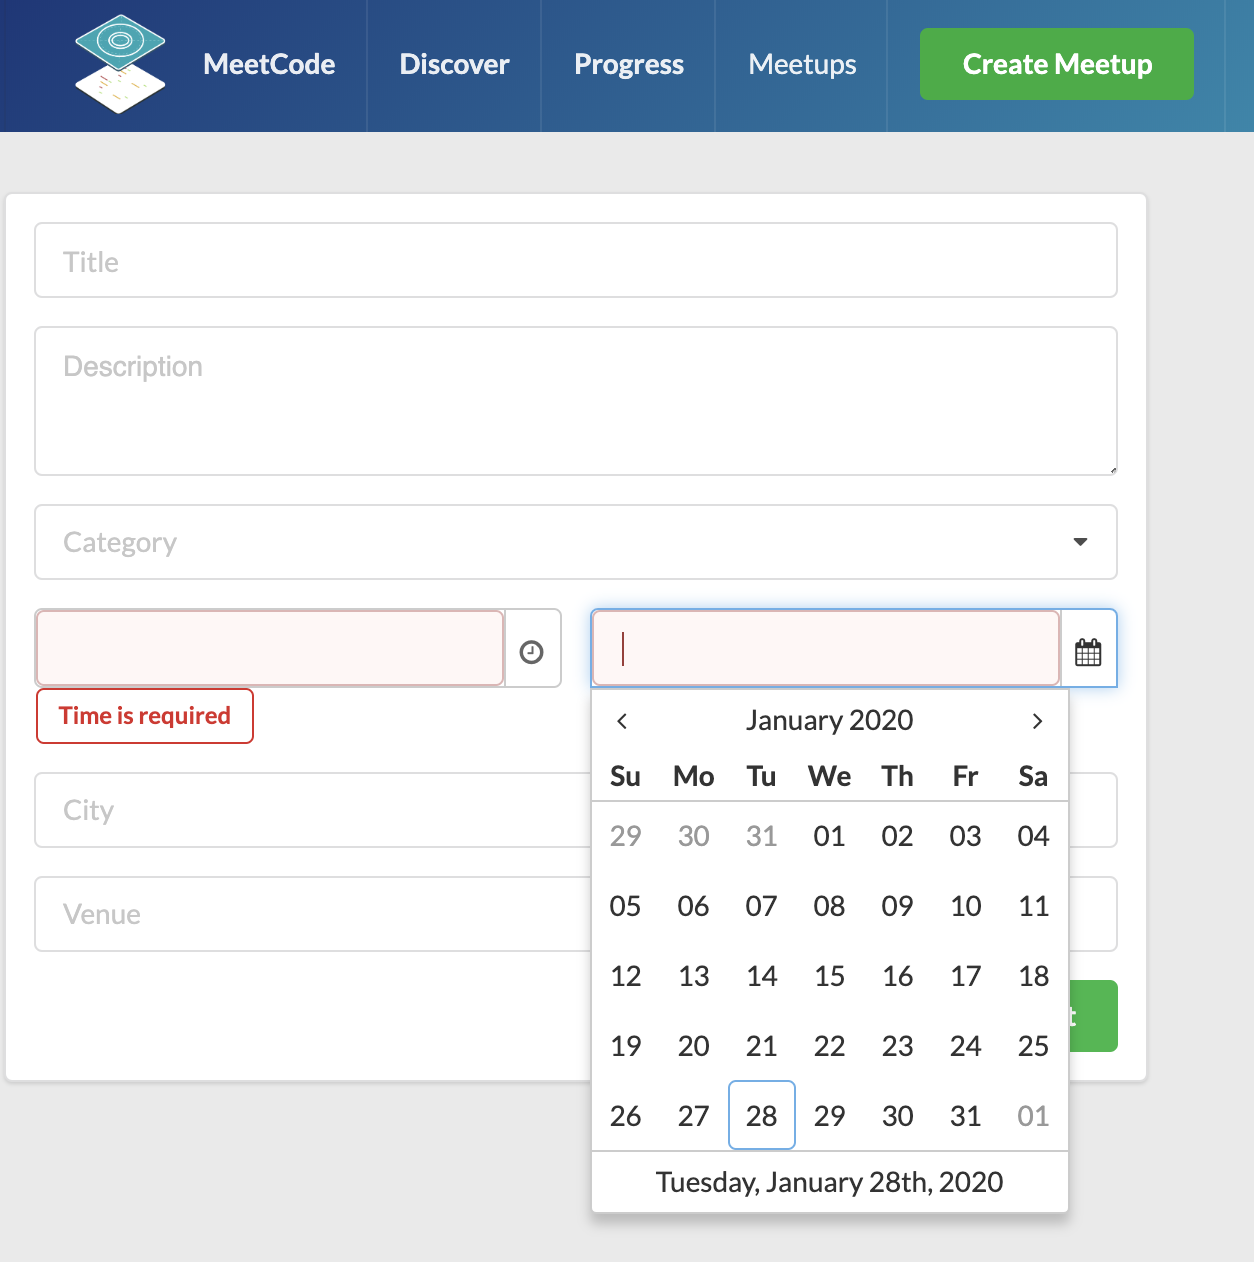 MeetCode Discover Progress Meetups Create Meetup
Title
Description
Category
Time is required
January 2020
Su Mo Tu We Th Fr Sa
29 30 31 01 02 03 04
05 06 07 08 09 10 11
12 13 14 15 16 17 18
19 20 21 22 23 24 25
26 27 28 29 30 31 01
Tuesday, January 28th, 2020
City
Venue
t